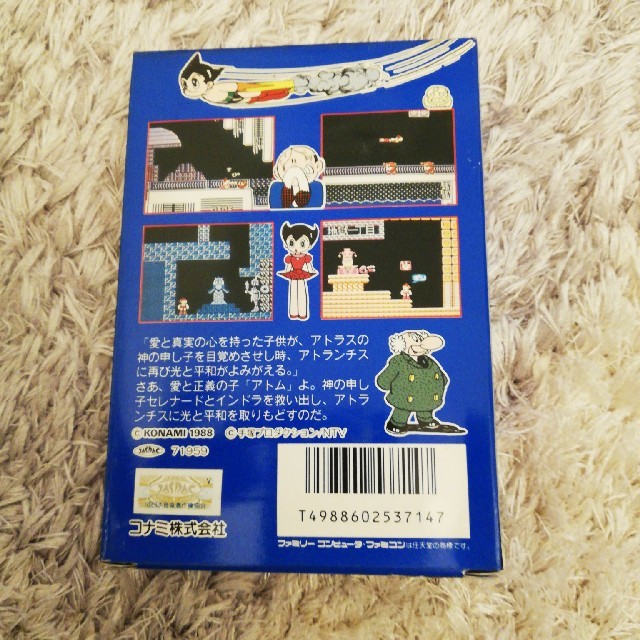 地獄一丁目
「愛と真実の心を持った子供が、アトラスの
神の申し子を目覚めさせし時、アトランチス
に再び光と平和がよみがえる。」
さあ、愛と正義の子「アトム」よ。神の申し
子セレナードとインドラを救い出し、アトラ
ンチスに光と平和を取りもどすのだ。
©KONAMI 1988 ©手塚プロダクション/NTV
71959
コナミ株式会社
T4988602537147
ファミリーコンピュータ・ファミコンは任天堂の商標です。